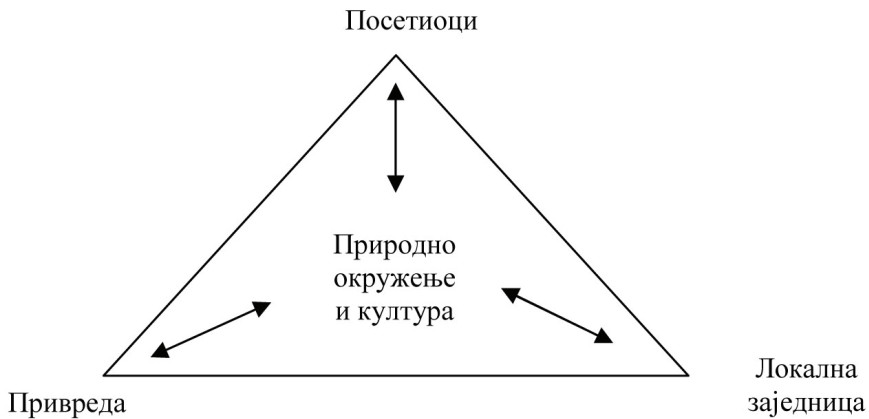 Посетиоци
Природно
окружење
и култура
Привреда
Локална
заједница